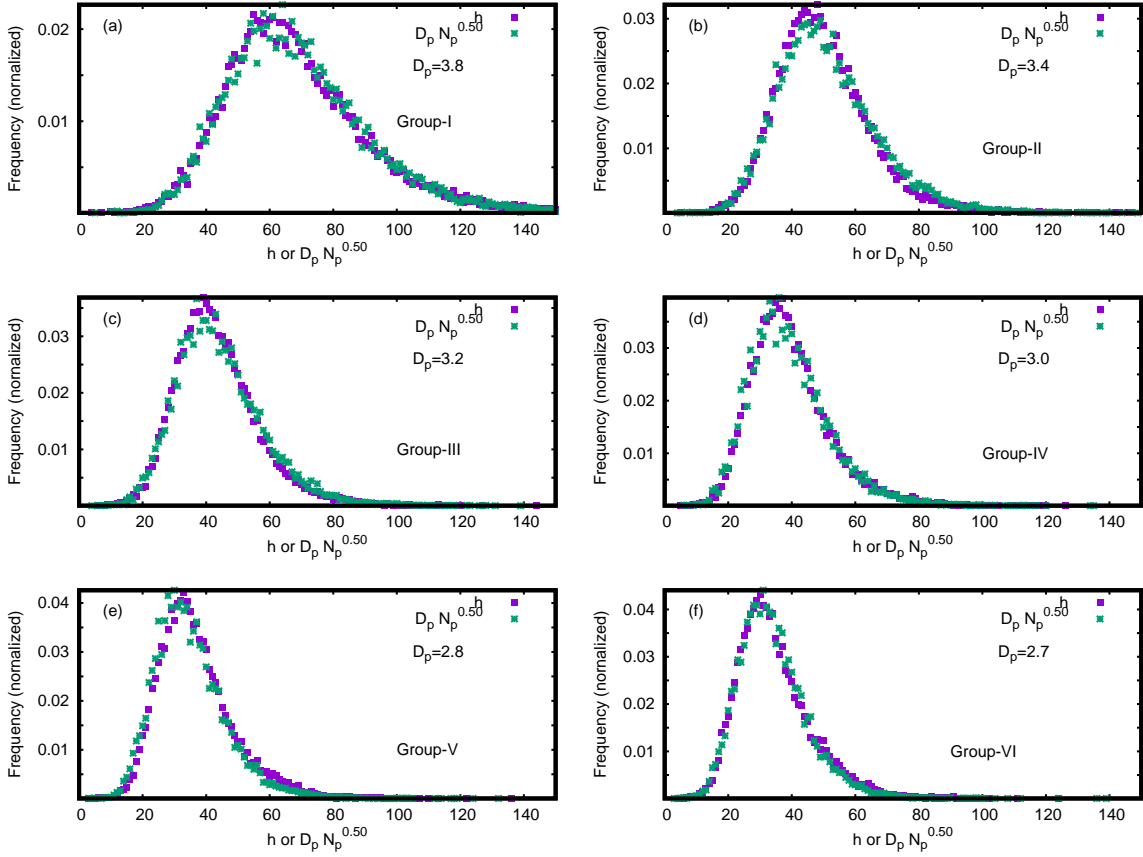 (a)
h
D_p N_p^0.50
D_p=3.8
Group-I
Frequency (normalized)
0.02
0.01
0 20 40 60 80 100 120 140
h or D_p N_p^0.50
(b)
h
D_p N_p^0.50
D_p=3.4
Group-II
Frequency (normalized)
0.03
0.02
0.01
0 20 40 60 80 100 120 140
h or D_p N_p^0.50
(c)
h
D_p N_p^0.50
D_p=3.2
Group-III
Frequency (normalized)
0.03
0.02
0.01
0 20 40 60 80 100 120 140
h or D_p N_p^0.50
(d)
h
D_p N_p^0.50
D_p=3.0
Group-IV
Frequency (normalized)
0.03
0.02
0.01
0 20 40 60 80 100 120 140
h or D_p N_p^0.50
(e)
h
D_p N_p^0.50
D_p=2.8
Group-V
Frequency (normalized)
0.04
0.03
0.02
0.01
0 20 40 60 80 100 120 140
h or D_p N_p^0.50
(f)
h
D_p N_p^0.50
D_p=2.7
Group-VI
Frequency (normalized)
0.04
0.03
0.02
0.01
0 20 40 60 80 100 120 140
h or D_p N_p^0.50